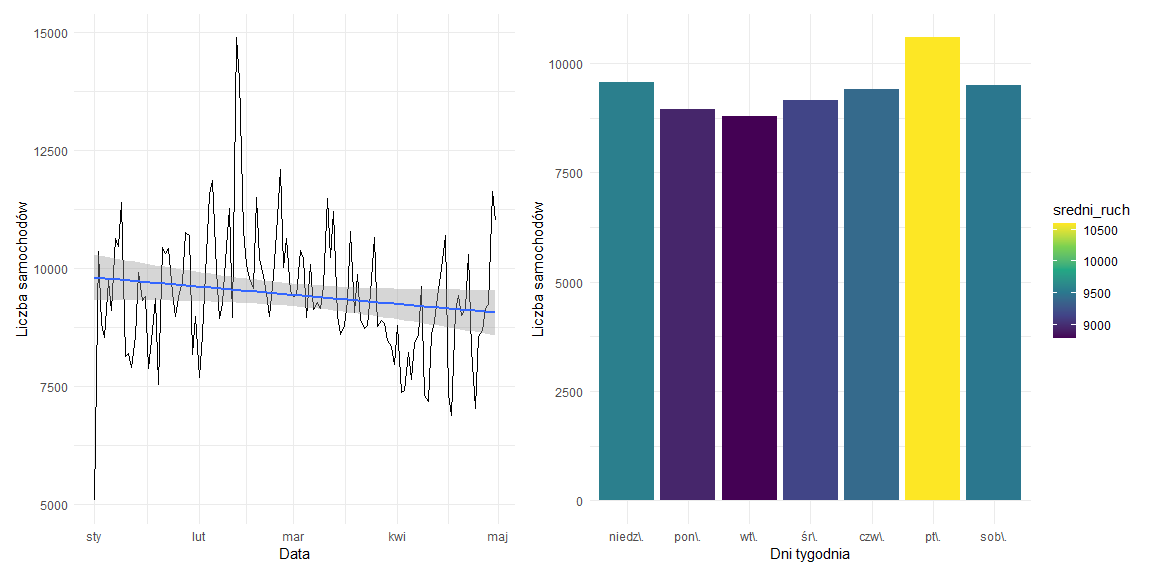 Liczba samochodów
15000
12500
10000
7500
5000
sty lut mar kwi maj
Data
Liczba samochodów
10000
7500
5000
2500
0
niedz\. pon\. wt\. śr\. czw\. pt\. sob\.
Dni tygodnia
sredni_ruch
10500
10000
9500
9000